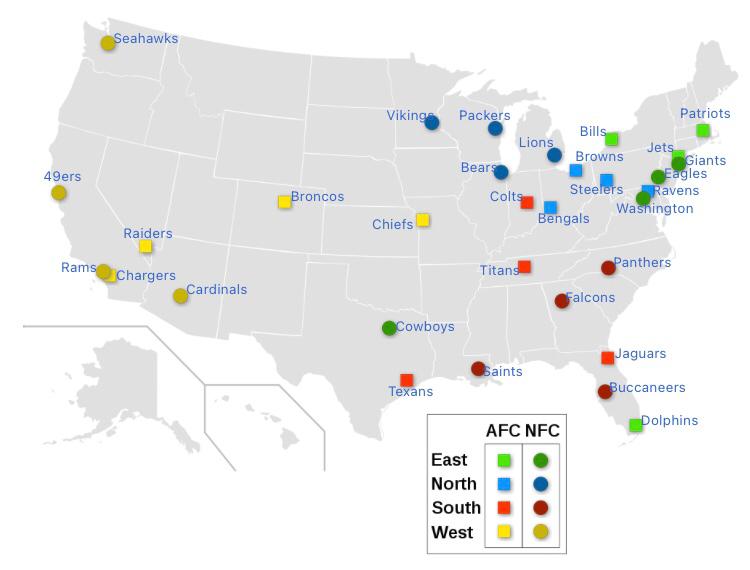 Seahawks
Patriots
Vikings
Packers
Bills
Lions
Jets
Browns
Giants
Bears
Eagles
49ers
Steelers
Ravens
Broncos
Colts
Washington
Chiefs
Bengals
Raiders
Panthers
Rams
Chargers
Titans
Cardinals
Falcons
Cowboys
Jaguars
Saints
Buccaneers
Texans
Dolphins
AFC NFC
East
North
South
West